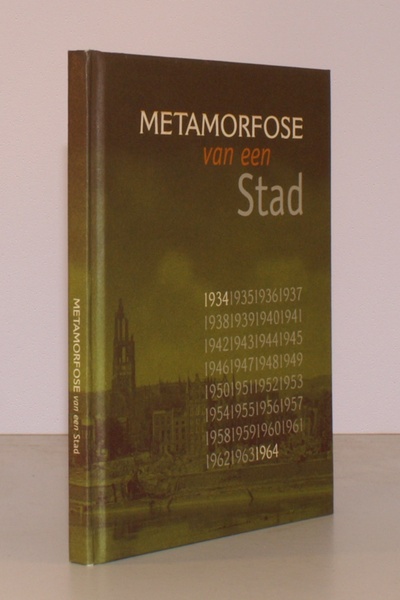 METAMORFOSE
van een
Stad
1934193519361937
1938193919401941
1942194319441945
1946194719481949
1950195119521953
1954195519561957
1958195919601961
196219631964
METAMORFOSE van een Stad